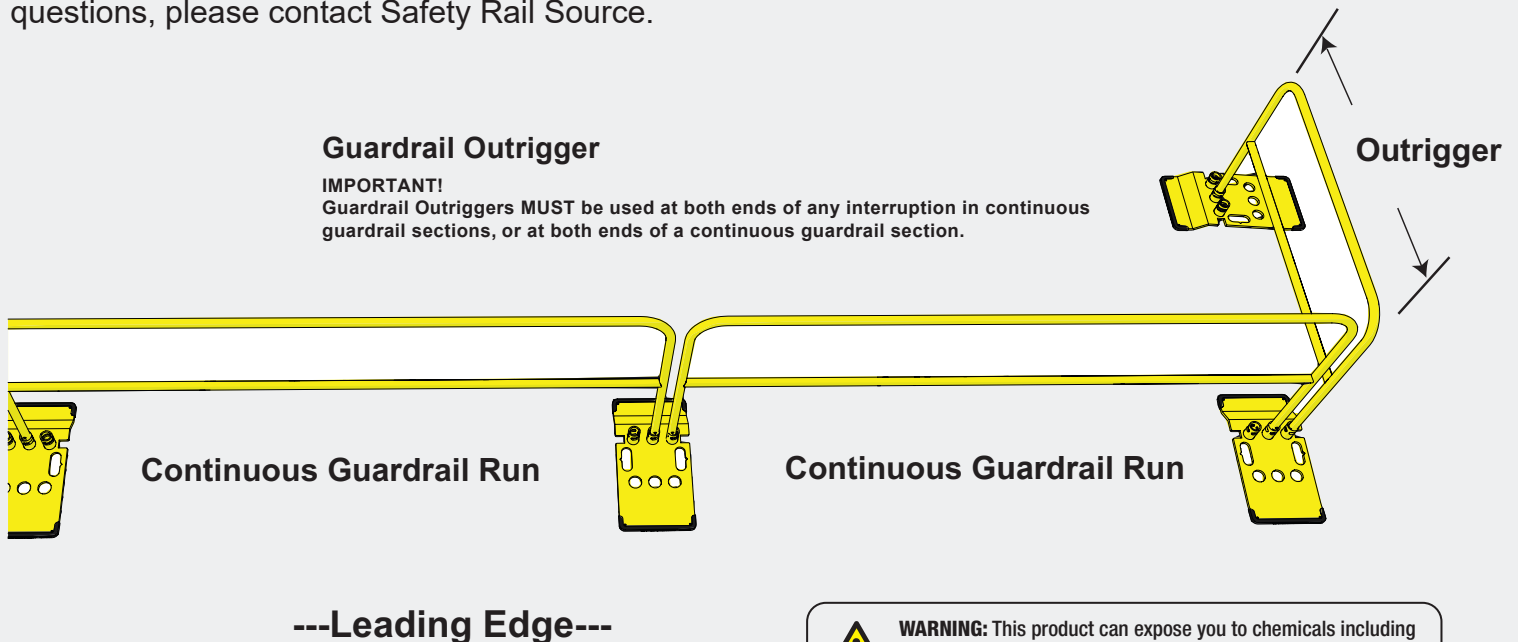 questions, please contact Safety Rail Source.
Guardrail Outrigger
IMPORTANT!
Guardrail Outriggers MUST be used at both ends of any interruption in continuous
guardrail sections, or at both ends of a continuous guardrail section.
Outrigger
Continuous Guardrail Run
Continuous Guardrail Run
---Leading Edge---
WARNING: This product can expose you to chemicals including